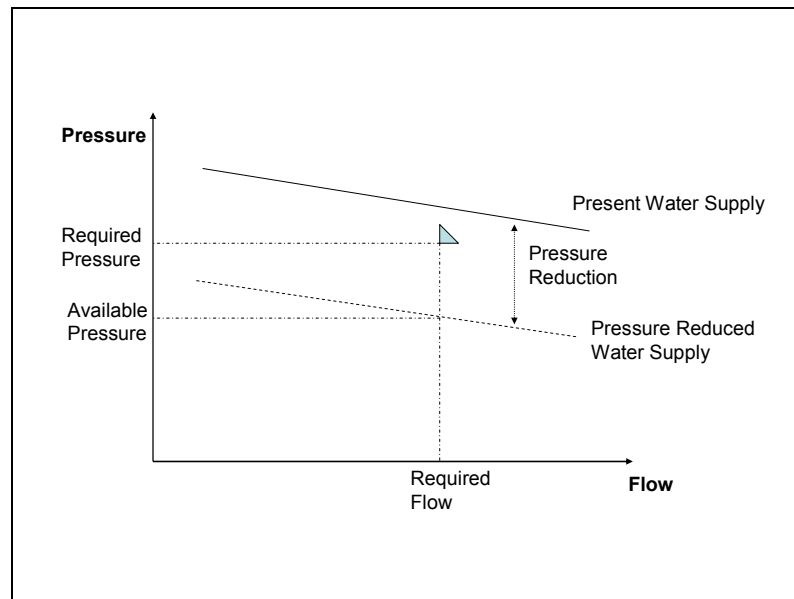 Pressure
Present Water Supply
Required
Pressure
Pressure
Reduction
Available
Pressure
Pressure Reduced
Water Supply
Required
Flow
Flow